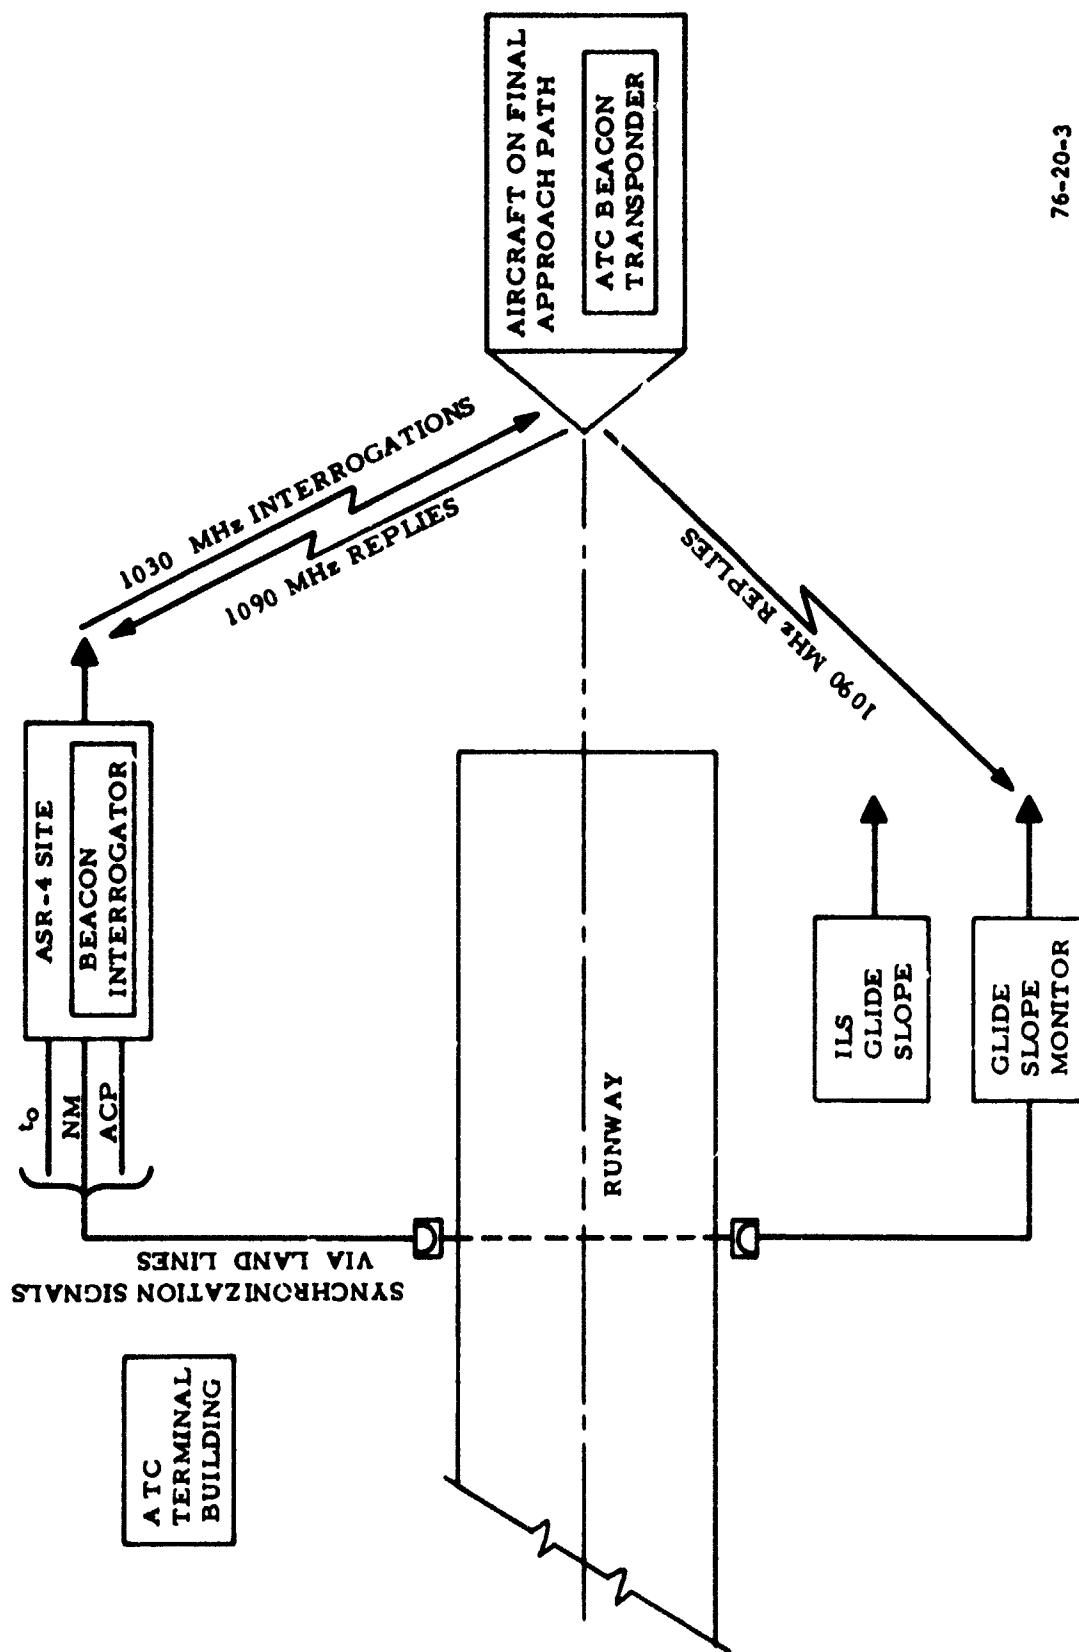 ATC
TERMINAL
BUILDING
SYNCHRONIZATION SIGNALS
VIA LAND LINES
t₀
NM
ACP
ASR-4 SITE
BEACON
INTERROGATOR
1030 MHz INTERROGATIONS
1090 MHz REPLIES
AIRCRAFT ON FINAL
APPROACH PATH
ATC BEACON
TRANSPONDER
RUNWAY
1090 MHz REPLIES
ILS
GLIDE
SLOPE
GLIDE
SLOPE
MONITOR
76-20-3